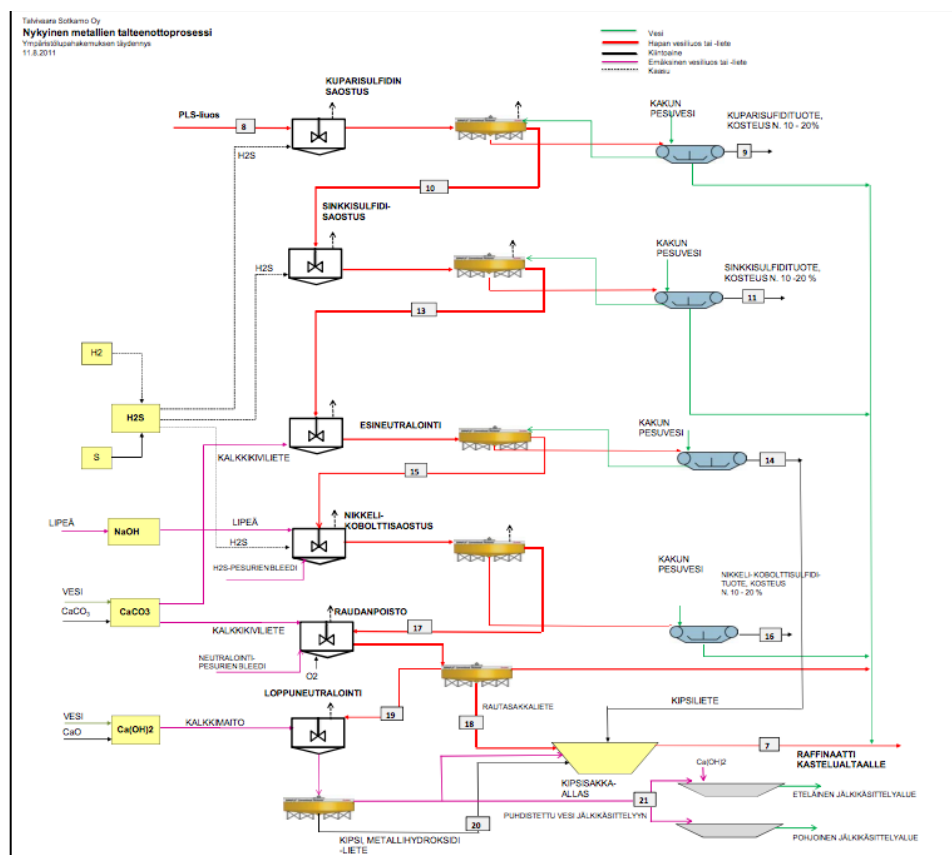 Talvivaara Sotkamo Oy
Nykyinen metallien talteenottoprosessi
Ympäristölupahakemuksen täydennys
11.8.2011
Vesi
Hapan vesiliuos tai -liete
Kiintoaine
Emäksinen vesiliuos tai -liete
Kaasu
KUPARISULFIDIN
SAOSTUS
PLS-liuos
8
H2S
KAKUN
PESUVESI
KUPARISUFIDITUOTE,
KOSTEUS N. 10 - 20%
9
10
SINKKISULFIDI-
SAOSTUS
H2S
KAKUN
PESUVESI
SINKKISULFIDITUOTE,
KOSTEUS N. 10 -20 %
11
13
H2
H2S
S
ESINEUTRALOINTI
KALKKIKIVILIETE
KAKUN
PESUVESI
14
15
NIKKELI-
KOBOLTTISAOSTUS
LIPEÄ
NaOH
LIPEÄ
H2S
H2S-PESURIEN BLEEDI
KAKUN
PESUVESI
NIKKELI-KOBOLTTISULFIDI-
TUOTE, KOSTEUS
N. 10 - 20 %
16
VESI
CaCO3
CaCO3
RAUDANPOISTO
17
KALKKIKIVILIETE
NEUTRALOINTI-
PESURIEN BLEEDI
O2
LOPPUNEUTRALOINTI
19
18
RAUTASAKKALIETE
KIPSILIETE
VESI
CaO
Ca(OH)2
KALKKIMAITO
7
RAFFINAATTI
KASTELUALTAALLE
KIPSISAKKA-
ALLAS
Ca(OH)2
21
ETELÄINEN JÄLKIKÄSITTELYALUE
PUHDISTETTU VESI JÄLKIKÄSITTELYYN
20
KIPSI, METALLIHYDROKSIDI
-LIETE
POHJOINEN JÄLKIKÄSITTELYALUE